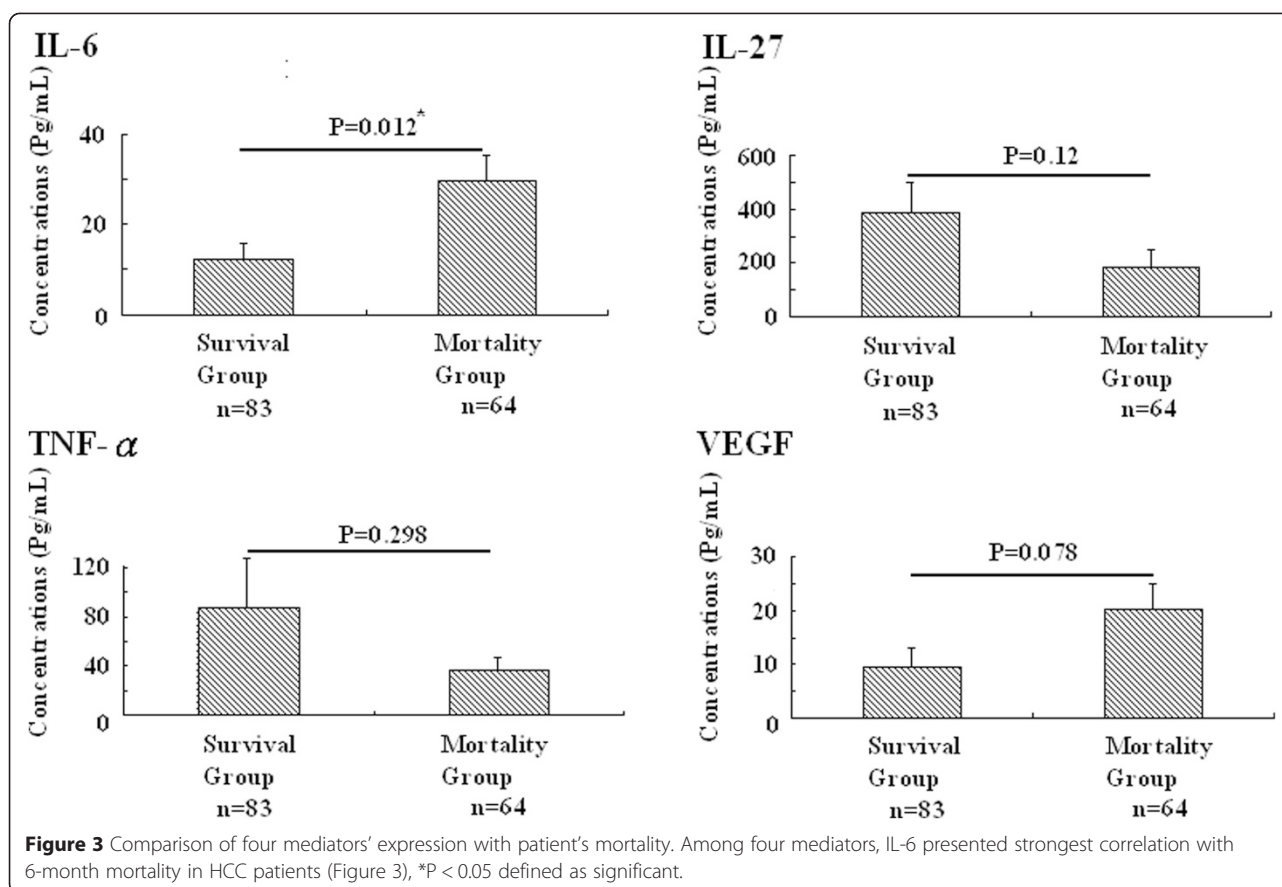 IL-6
Concentrations (Pg/mL)
P=0.012*
40
20
0
Survival
Group
n=83
Mortality
Group
n=64
IL-27
Concentrations (Pg/mL)
P=0.12
600
400
200
0
Survival
Group
n=83
Mortality
Group
n=64
TNF- α
Concentrations (Pg/mL)
P=0.298
120
80
40
0
Survival
Group
n=83
Mortality
Group
n=64
VEGF
Concentrations (Pg/mL)
P=0.078
30
20
10
0
Survival
Group
n=83
Mortality
Group
n=64
Figure 3 Comparison of four mediators' expression with patient's mortality. Among four mediators, IL-6 presented strongest correlation with
6-month mortality in HCC patients (Figure 3), *P < 0.05 defined as significant.